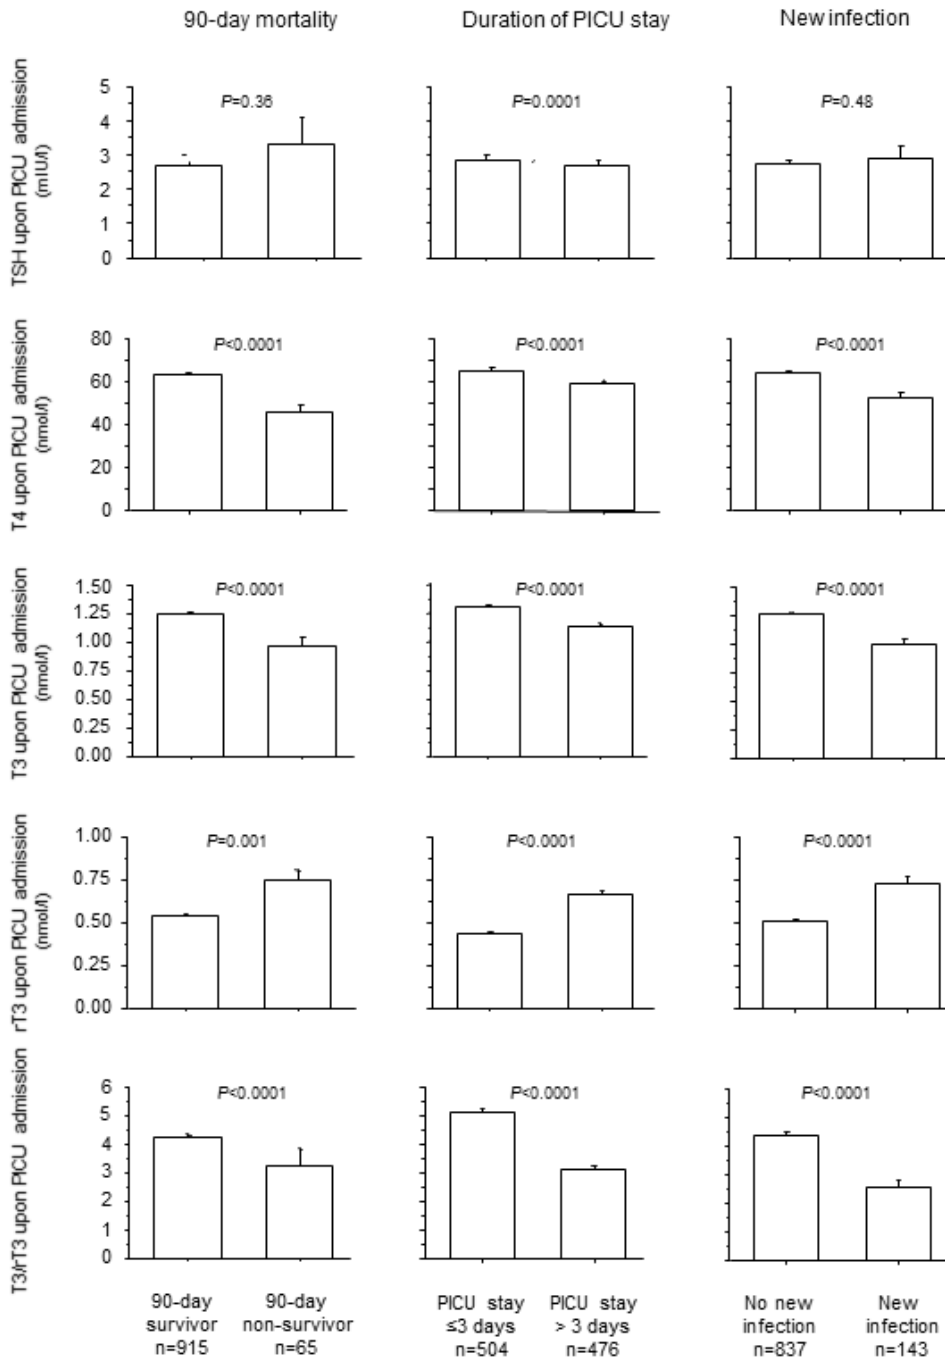 90-day mortality
Duration of PICU stay
New infection
TSH upon PICU admission
(mIU/l)
5
4
3
2
1
0
P=0.36
P=0.0001
P=0.48
T4 upon PICU admission
(nmol/l)
80
60
40
20
0
P<0.0001
P<0.0001
P<0.0001
T3 upon PICU admission
(nmol/l)
1.50
1.25
1.00
0.75
0.50
0.25
0.00
P<0.0001
P<0.0001
P<0.0001
rT3 upon PICU admission
(nmol/l)
1.00
0.75
0.50
0.25
0.00
P=0.001
P<0.0001
P<0.0001
T3/rT3 upon PICU admission
6
5
4
3
2
1
0
P<0.0001
P<0.0001
P<0.0001
90-day
survivor
n=915
90-day
non-survivor
n=65
PICU stay
≤3 days
n=504
PICU stay
> 3 days
n=476
No new
infection
n=837
New
infection
n=143